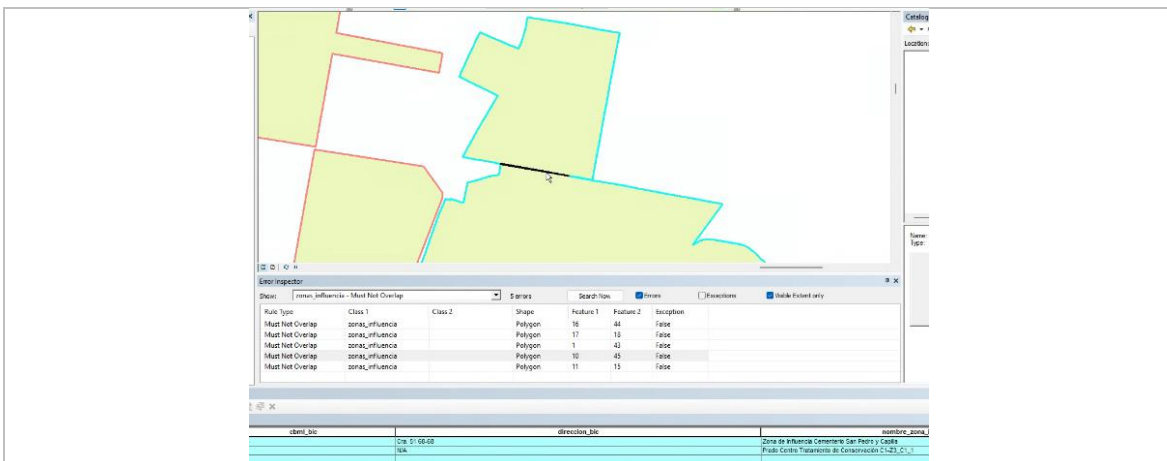 Catalog
Location:
Name:
Type:
Error Inspector
Show: zonas_influencia - Must Not Overlap 5 errors Search Now Errors Exceptions Visible Extent only
Rule Type Class 1 Class 2 Shape Feature 1 Feature 2 Exception
Must Not Overlap zonas_influencia Polygon 16 44 False
Must Not Overlap zonas_influencia Polygon 17 18 False
Must Not Overlap zonas_influencia Polygon 1 43 False
Must Not Overlap zonas_influencia Polygon 10 45 False
Must Not Overlap zonas_influencia Polygon 11 15 False
cbml_bic direccion_bic nombre_zona_
Cra. 51 68-68 Zona de Influencia Cementerio San Pedro y Capilla
N/A Prado Centro Tratamiento de Conservación C1-Z3_C1_1